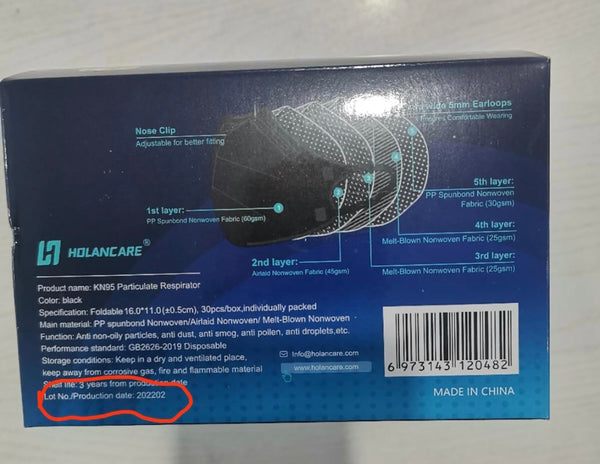 wide 5mm Earloops
Comfortable Wearing
Nose Clip
Adjustable for better fitting
5th layer:
PP Spunbond Nonwoven
Fabric (30gsm)
1st layer:
PP Spunbond Nonwoven Fabric (60gsm)
4th layer:
Melt-Blown Nonwoven Fabric (25gsm)
2nd layer:
Airlaid Nonwoven Fabric (45gsm)
3rd layer:
Melt-Blown Nonwoven Fabric (25gsm)
1
2
3
4
5
HOLANCARE®
Product name: KN95 Particulate Respirator
Color: black
Specification: Foldable 16.0*11.0(±0.5cm), 30pcs/box,individually packed
Main material: PP spunbond Nonwoven/Airlaid Nonwoven/ Melt-Blown Nonwoven
Function: Anti non-oily particles, anti dust, anti smog, anti pollen, anti droplets,etc.
Performance standard: GB2626-2019 Disposable
Storage conditions: Keep in a dry and ventilated place,
keep away from corrosive gas, fire and flammable material
Shelf life: 3 years from production date
Lot No./Production date: 202202
Info@holancare.com
www.holancare.com
6 973143 120482
MADE IN CHINA